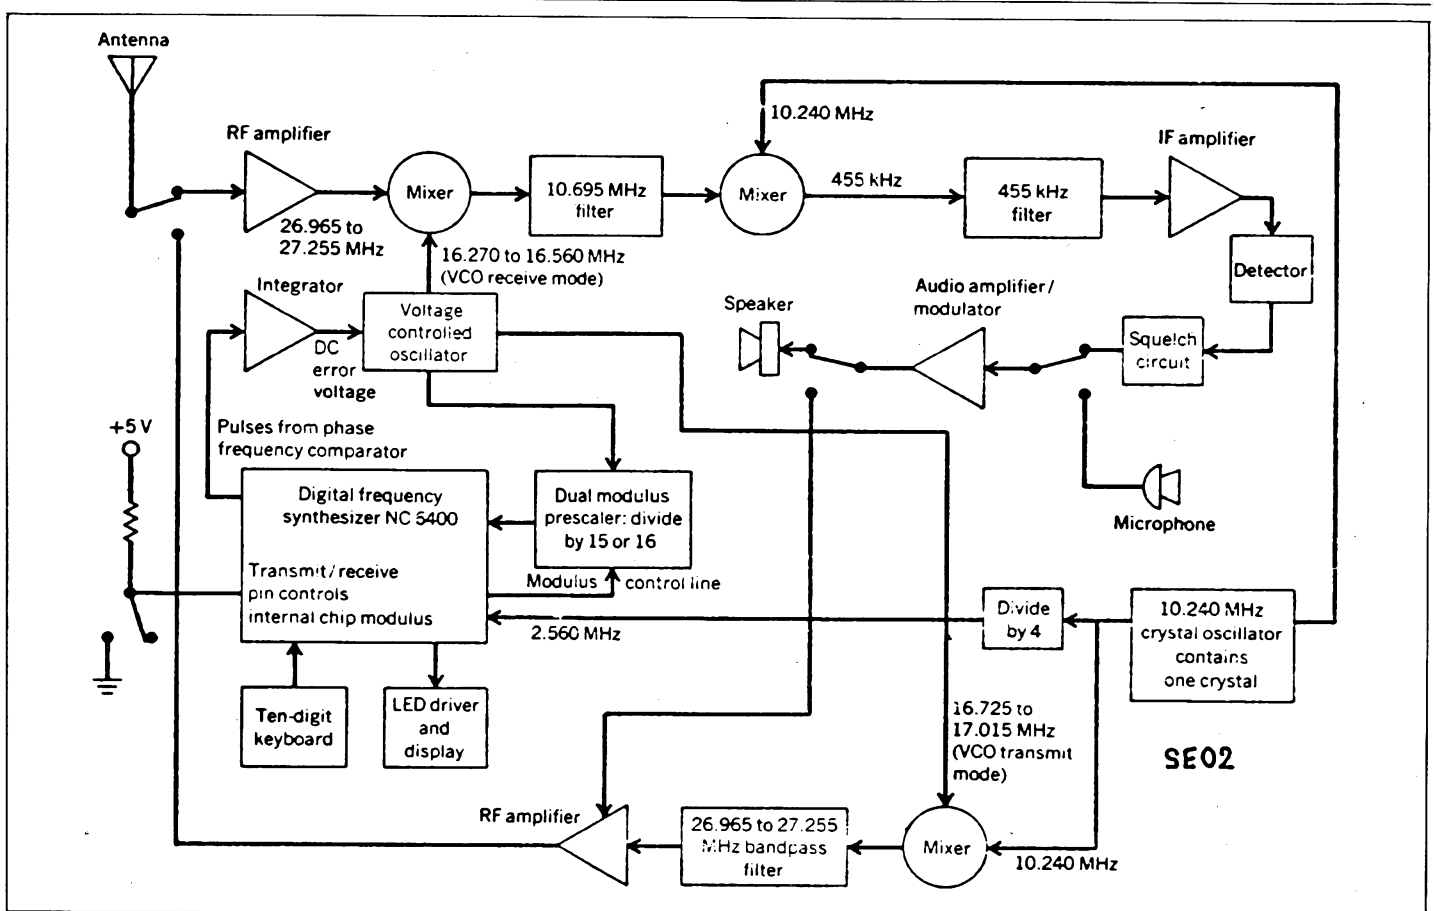 Antenna
RF amplifier
26.965 to
27.255 MHz
Mixer
16.270 to 16.560 MHz
(VCO receive mode)
10.695 MHz
filter
10.240 MHz
Mixer
455 kHz
455 kHz
filter
IF amplifier
Detector
Squelch
circuit
Audio amplifier/
modulator
Speaker
Microphone
Integrator
DC
error
voltage
Voltage
controlled
oscillator
+5 V
Pulses from phase
frequency comparator
Digital frequency
synthesizer NC 5400
Transmit/receive
pin controls
internal chip modulus
Dual modulus
prescaler: divide
by 15 or 16
Modulus control line
2.560 MHz
Divide
by 4
10.240 MHz
crystal oscillator
contains
one crystal
Ten-digit
keyboard
LED driver
and
display
16.725 to
17.015 MHz
(VCO transmit
mode)
SE02
RF amplifier
26.965 to 27.255
MHz bandpass
filter
Mixer
10.240 MHz